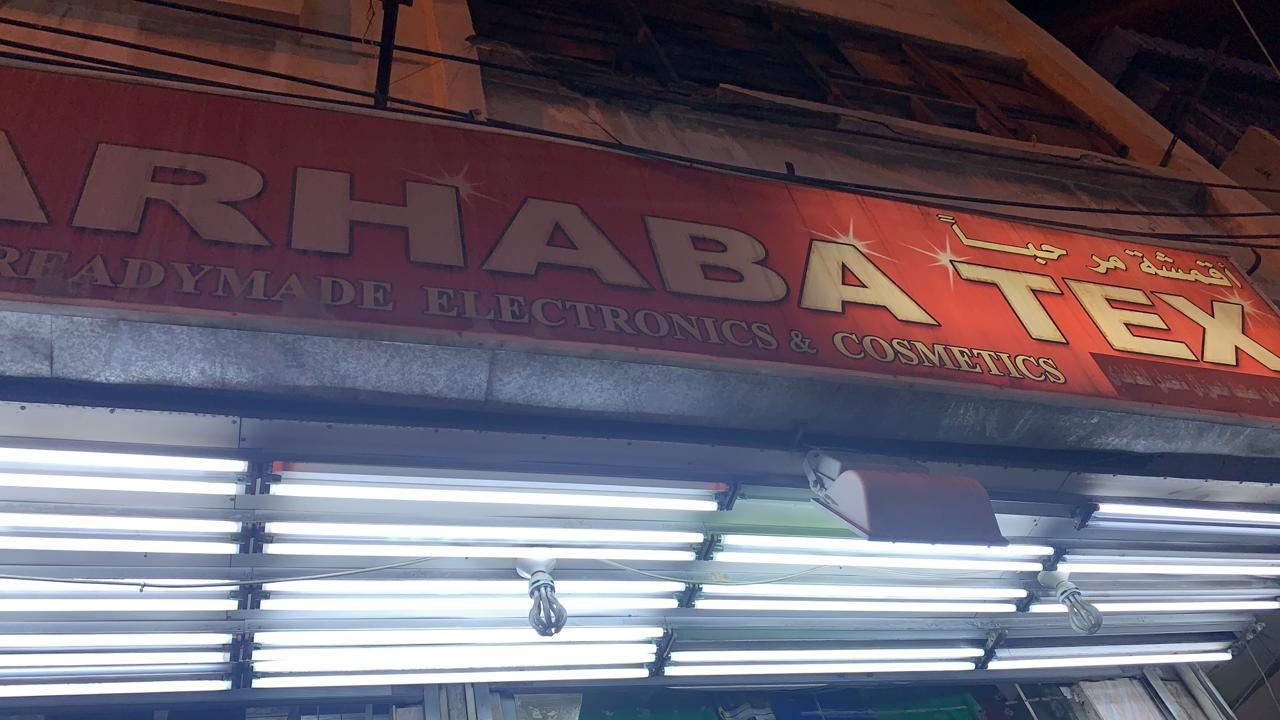 أقمشة مرحباً
ARHABA TEX
READYMADE ELECTRONICS & COSMETICS